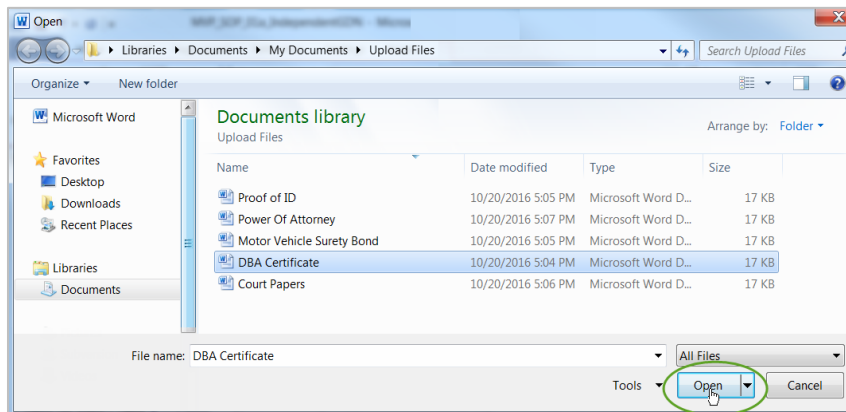 Open
Libraries Documents My Documents Upload Files Search Upload Files
Organize New folder
Microsoft Word
Favorites
Desktop
Downloads
Recent Places
Libraries
Documents
Documents library
Upload Files
Arrange by: Folder
Name Date modified Type Size
Proof of ID 10/20/2016 5:05 PM Microsoft Word D... 17 KB
Power Of Attorney 10/20/2016 5:07 PM Microsoft Word D... 17 KB
Motor Vehicle Surety Bond 10/20/2016 5:05 PM Microsoft Word D... 17 KB
DBA Certificate 10/20/2016 5:04 PM Microsoft Word D... 17 KB
Court Papers 10/20/2016 5:06 PM Microsoft Word D... 17 KB
File name: DBA Certificate All Files
Tools Open Cancel